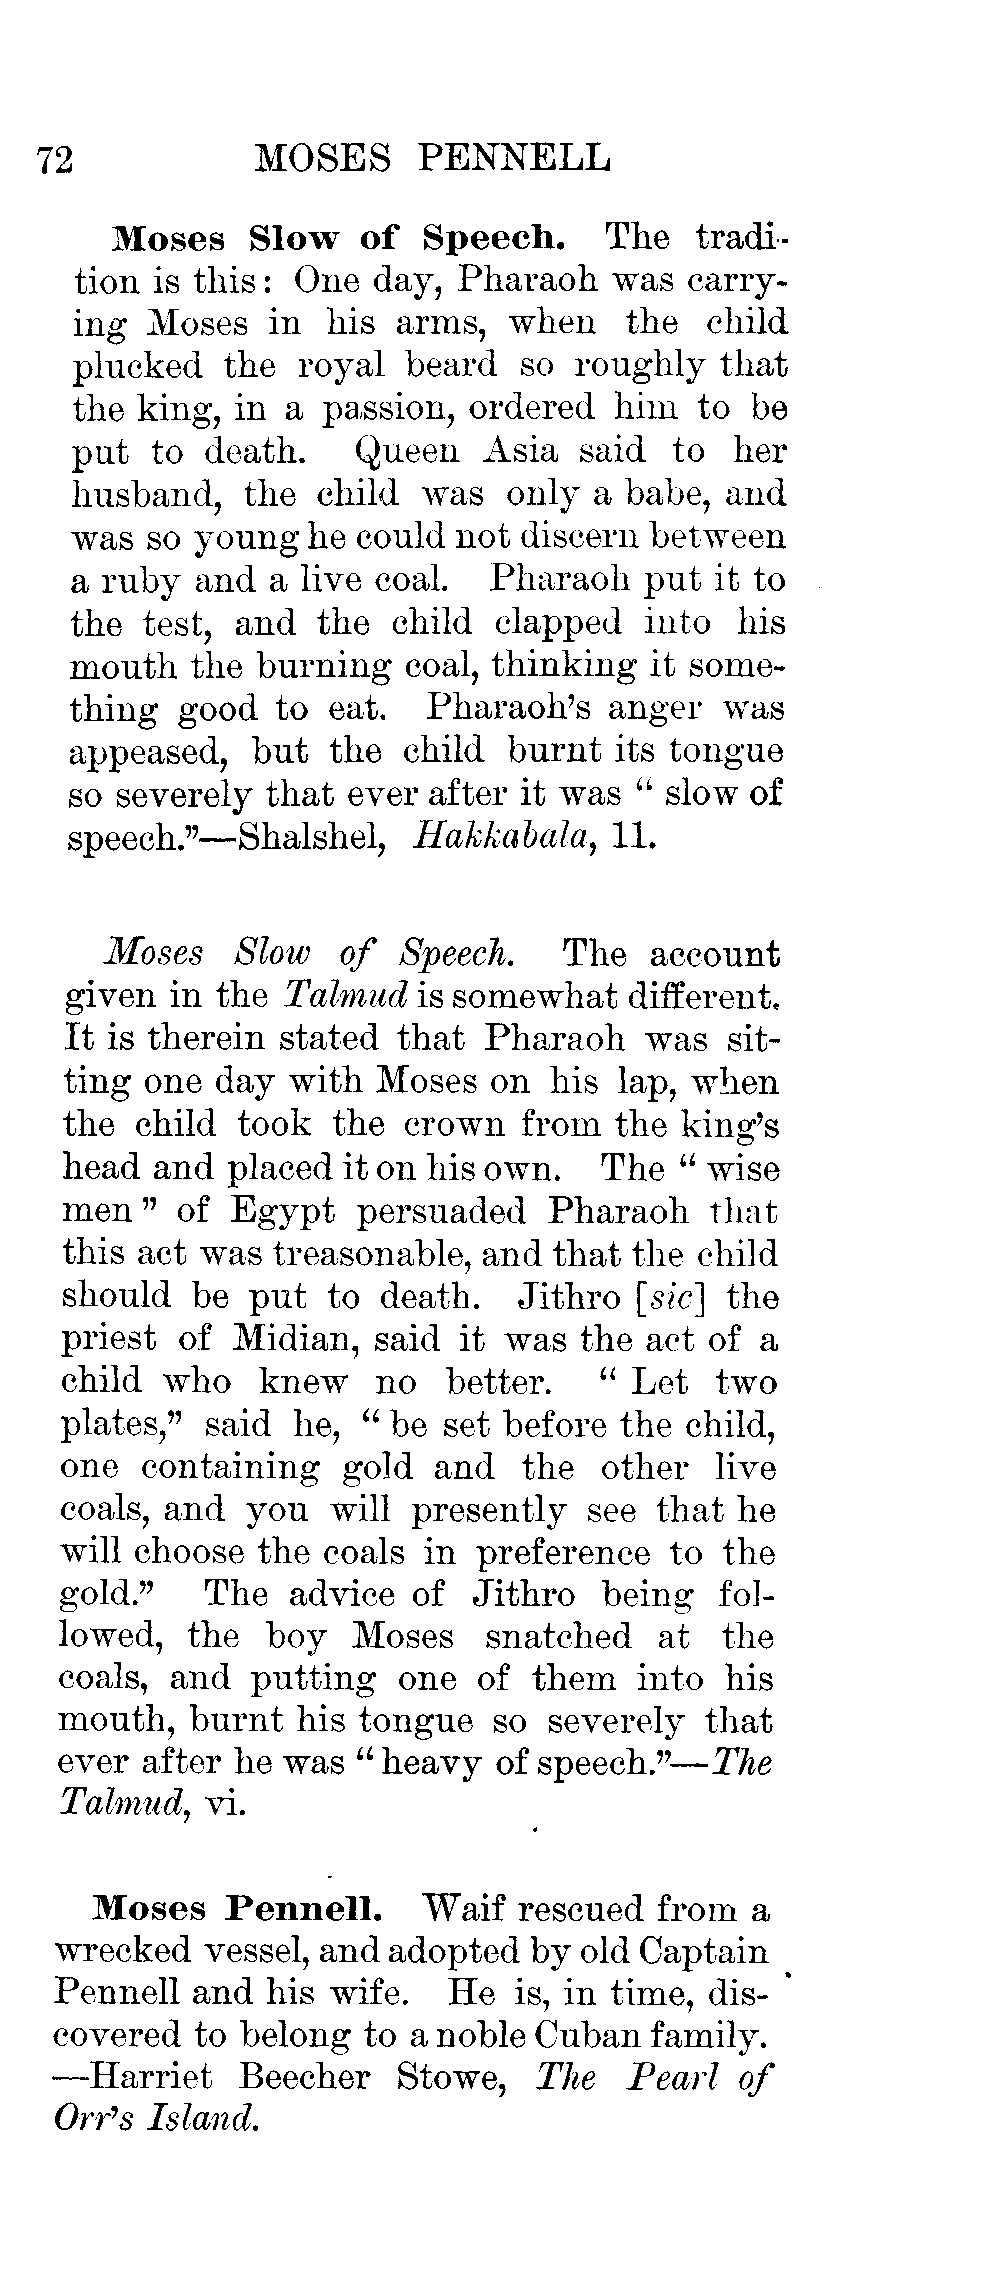 72 MOSES PENNELL
Moses Slow of Speech. The tradi-
tion is this: One day, Pharaoh was carry-
ing Moses in his arms, when the child
plucked the royal beard so roughly that
the king, in a passion, ordered him to be
put to death. Queen Asia said to her
husband, the child was only a babe, and
was so young he could not discern between
a ruby and a live coal. Pharaoh put it to
the test, and the child clapped into his
mouth the burning coal, thinking it some-
thing good to eat. Pharaoh’s anger was
appeased, but the child burnt its tongue
so severely that ever after it was “ slow of
speech.”—Shalshel, Hakkabala, 11.
Moses Slow of Speech. The account
given in the Talmud is somewhat different.
It is therein stated that Pharaoh was sit-
ting one day with Moses on his lap, when
the child took the crown from the king’s
head and placed it on his own. The “ wise
men ” of Egypt persuaded Pharaoh that
this act was treasonable, and that the child
should be put to death. Jithro [sic] the
priest of Midian, said it was the act of a
child who knew no better. “ Let two
plates,” said he, “ be set before the child,
one containing gold and the other live
coals, and you will presently see that he
will choose the coals in preference to the
gold.” The advice of Jithro being fol-
lowed, the boy Moses snatched at the
coals, and putting one of them into his
mouth, burnt his tongue so severely that
ever after he was “ heavy of speech.”—The
Talmud, vi.
Moses Pennell. Waif rescued from a
wrecked vessel, and adopted by old Captain
Pennell and his wife. He is, in time, dis-
covered to belong to a noble Cuban family.
—Harriet Beecher Stowe, The Pearl of
Orr’s Island.